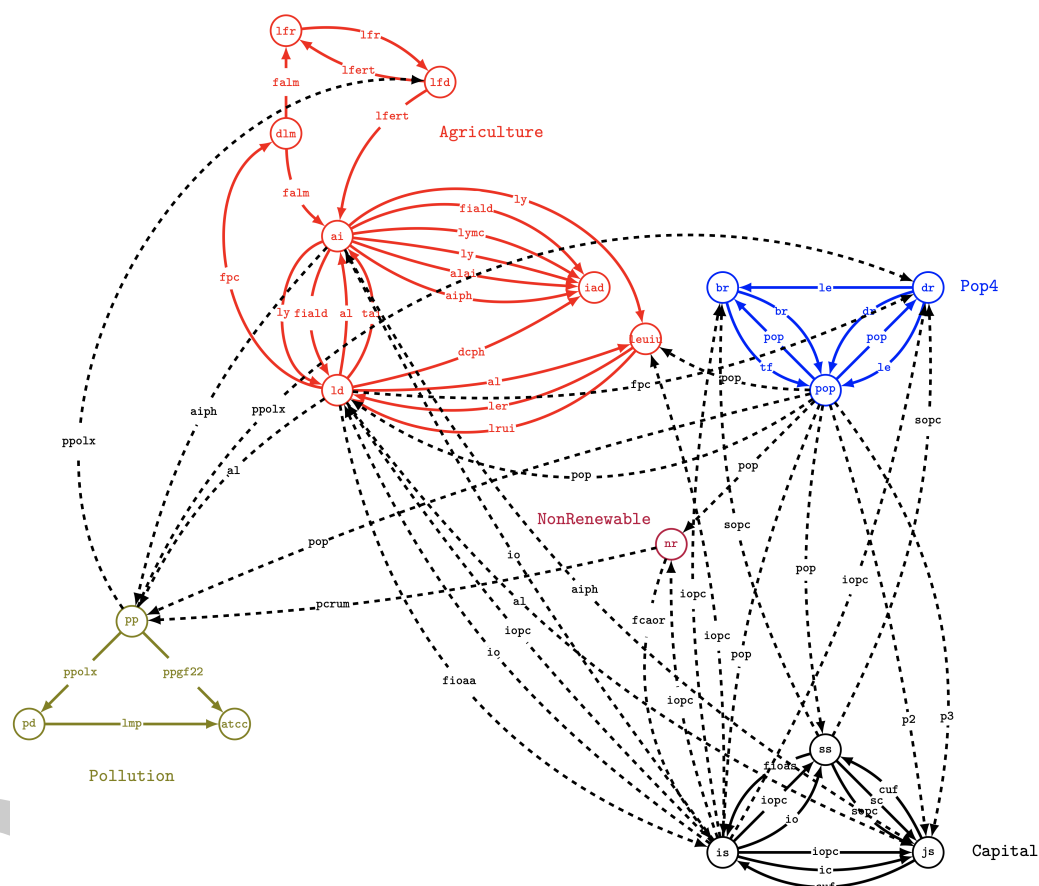 lfr
lfr
lfert
lfd
falm
lfert
dlm
Agriculture
falm
ly
fiald
ai
lymc
ly
alai
fpc
iad
aiph
br
le
dr
Pop4
ly
fiald
al
tai
br
dr
ieuiu
pop
pop
dcph
tf
le
pop
al
fpc
ld
pop
ler
aiph
ppolx
lrui
sopc
ppolx
al
pop
pop
NonRenewable
sopc
pop
nr
io
pop
iopc
aiph
iopc
pcrum
al
fcaor
pp
iopc
iopc
io
pop
ppolx
ppgf22
fioaa
iopc
p2
p3
pd
lmp
atcc
ss
fioas
Pollution
cuf
iopc
sc
sopc
io
is
iopc
js
Capital
ic
cuf